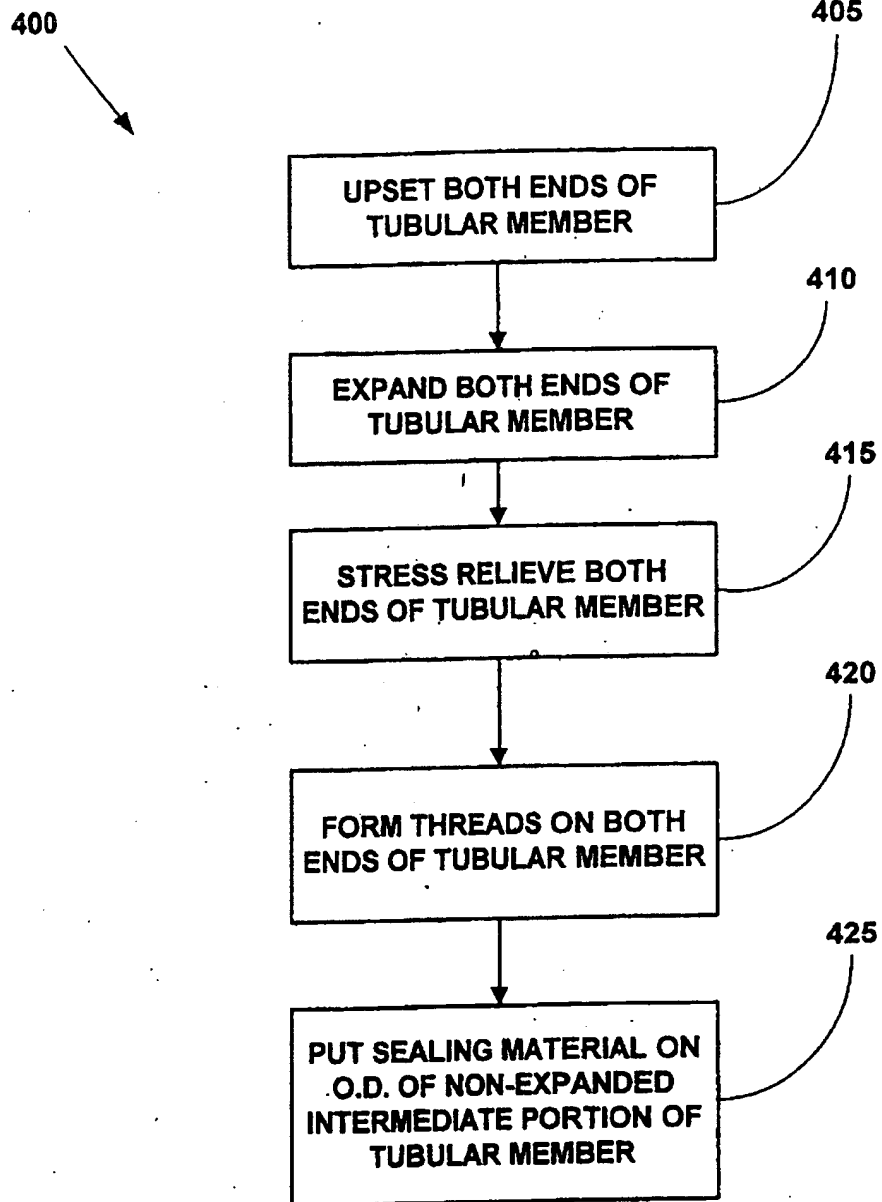 400
405
UPSET BOTH ENDS OF
TUBULAR MEMBER
410
EXPAND BOTH ENDS OF
TUBULAR MEMBER
415
STRESS RELIEVE BOTH
ENDS OF TUBULAR MEMBER
420
FORM THREADS ON BOTH
ENDS OF TUBULAR MEMBER
425
PUT SEALING MATERIAL ON
O.D. OF NON-EXPANDED
INTERMEDIATE PORTION OF
TUBULAR MEMBER